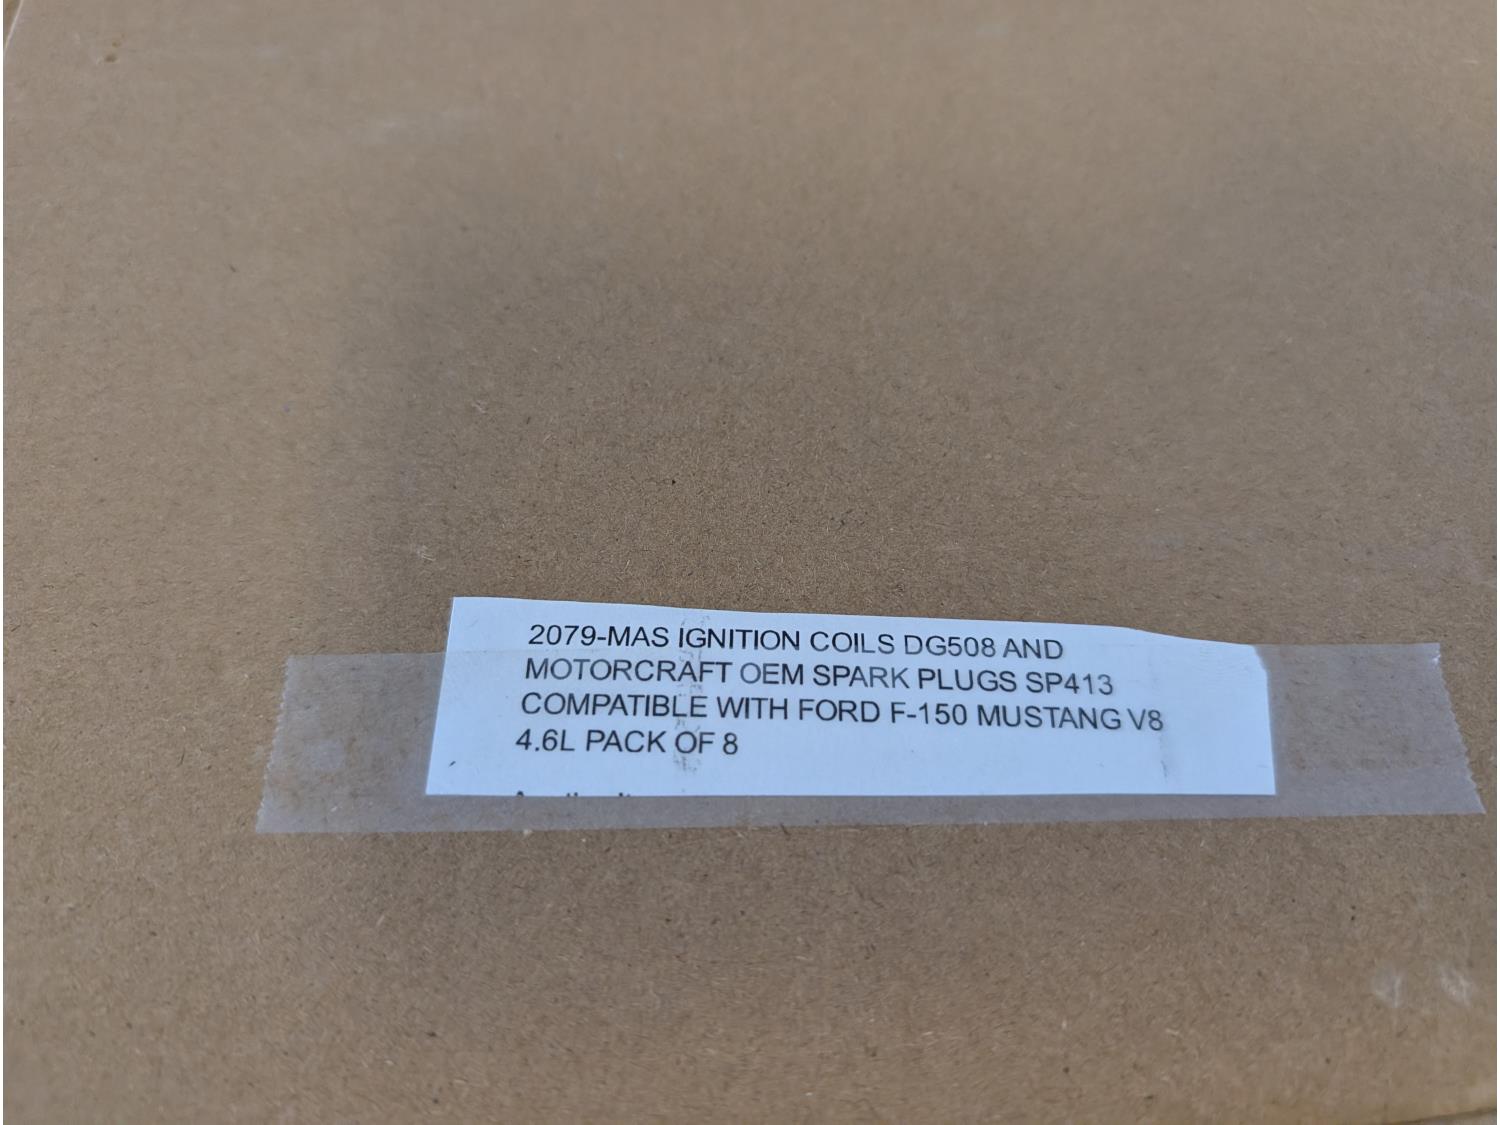 2079-MAS IGNITION COILS DG508 AND
MOTORCRAFT OEM SPARK PLUGS SP413
COMPATIBLE WITH FORD F-150 MUSTANG V8
4.6L PACK OF 8